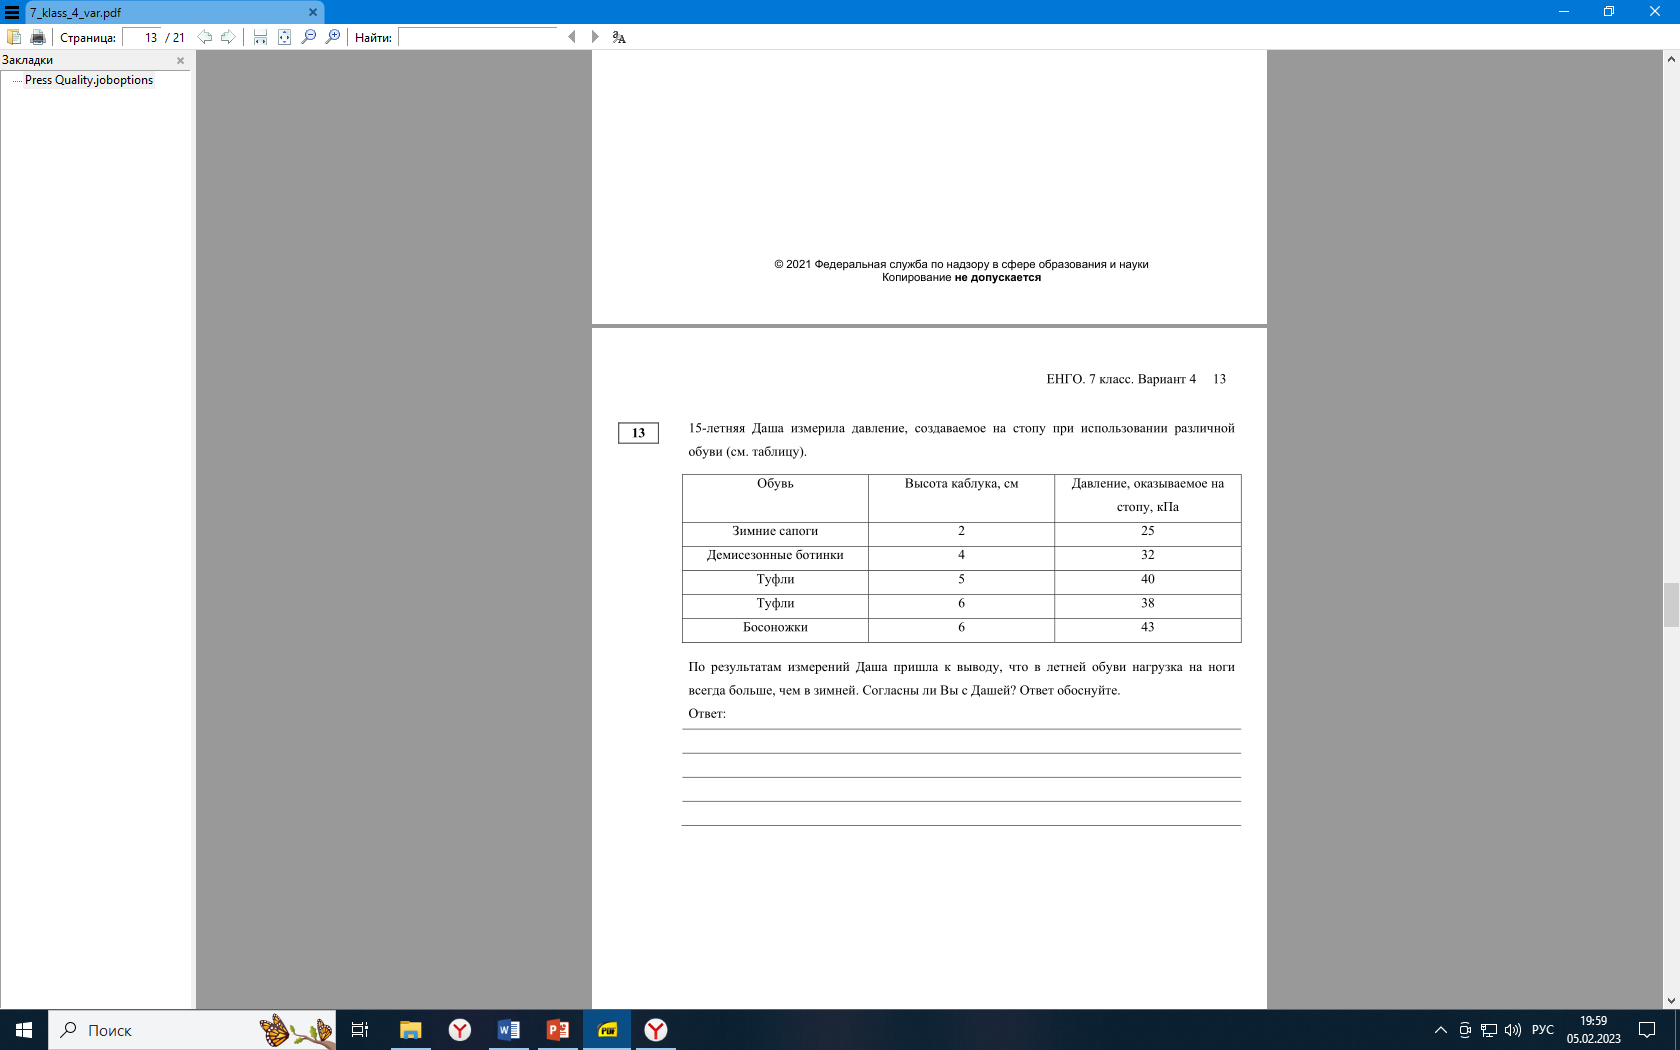 7_klass_4_var.pdf
Страница: 13 / 21
Найти:
Закладки
Press Quality.joboptions
© 2021 Федеральная служба по надзору в сфере образования и науки
Копирование не допускается
ЕНГО. 7 класс. Вариант 4 13
13
15-летняя Даша измерила давление, создаваемое на стопу при использовании различной
обуви (см. таблицу).
Обувь Высота каблука, см Давление, оказываемое на
стопу, кПа
Зимние сапоги 2 25
Демисезонные ботинки 4 32
Туфли 5 40
Туфли 6 38
Босоножки 6 43
По результатам измерений Даша пришла к выводу, что в летней обуви нагрузка на ноги
всегда больше, чем в зимней. Согласны ли Вы с Дашей? Ответ обоснуйте.
Ответ:
Поиск
РУС
19:59
05.02.2023